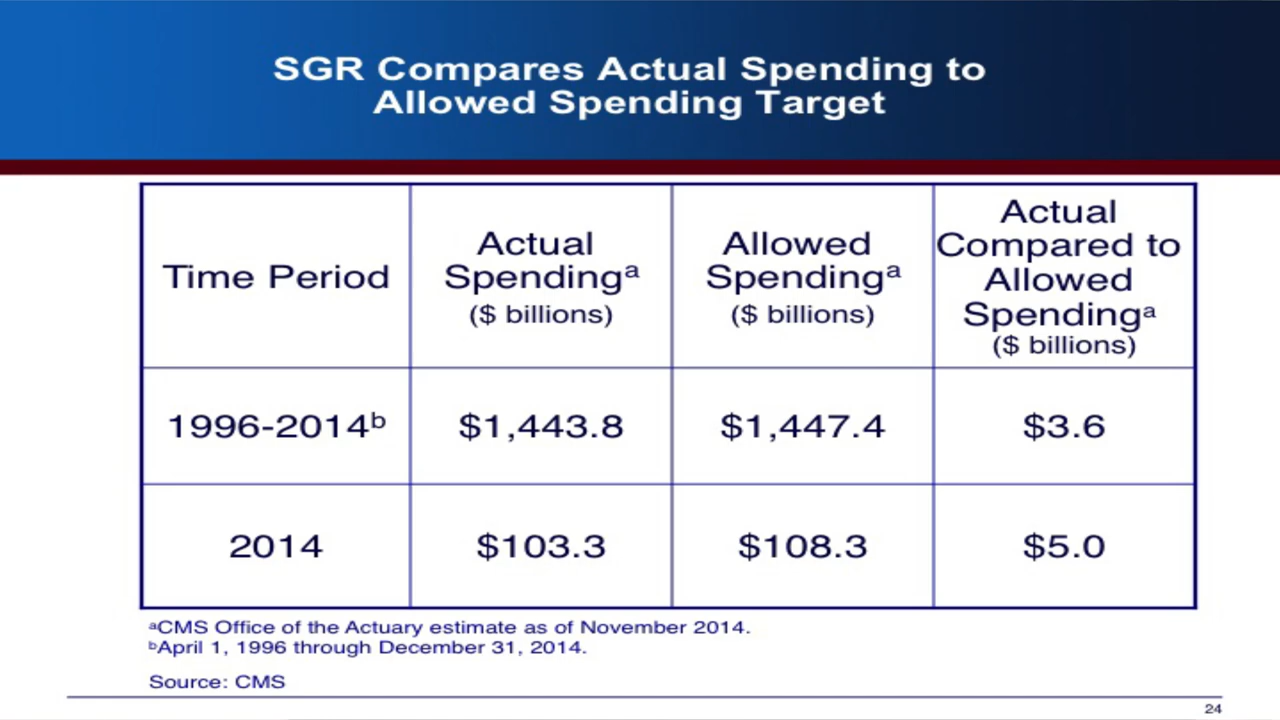 SGR Compares Actual Spending to
Allowed Spending Target
Time Period
Actual
Spendingᵃ
($ billions)
Allowed
Spendingᵃ
($ billions)
Actual
Compared to
Allowed
Spendingᵃ
($ billions)
1996-2014ᵇ
$1,443.8
$1,447.4
$3.6
2014
$103.3
$108.3
$5.0
ᵃCMS Office of the Actuary estimate as of November 2014.
ᵇApril 1, 1996 through December 31, 2014.
Source: CMS
24